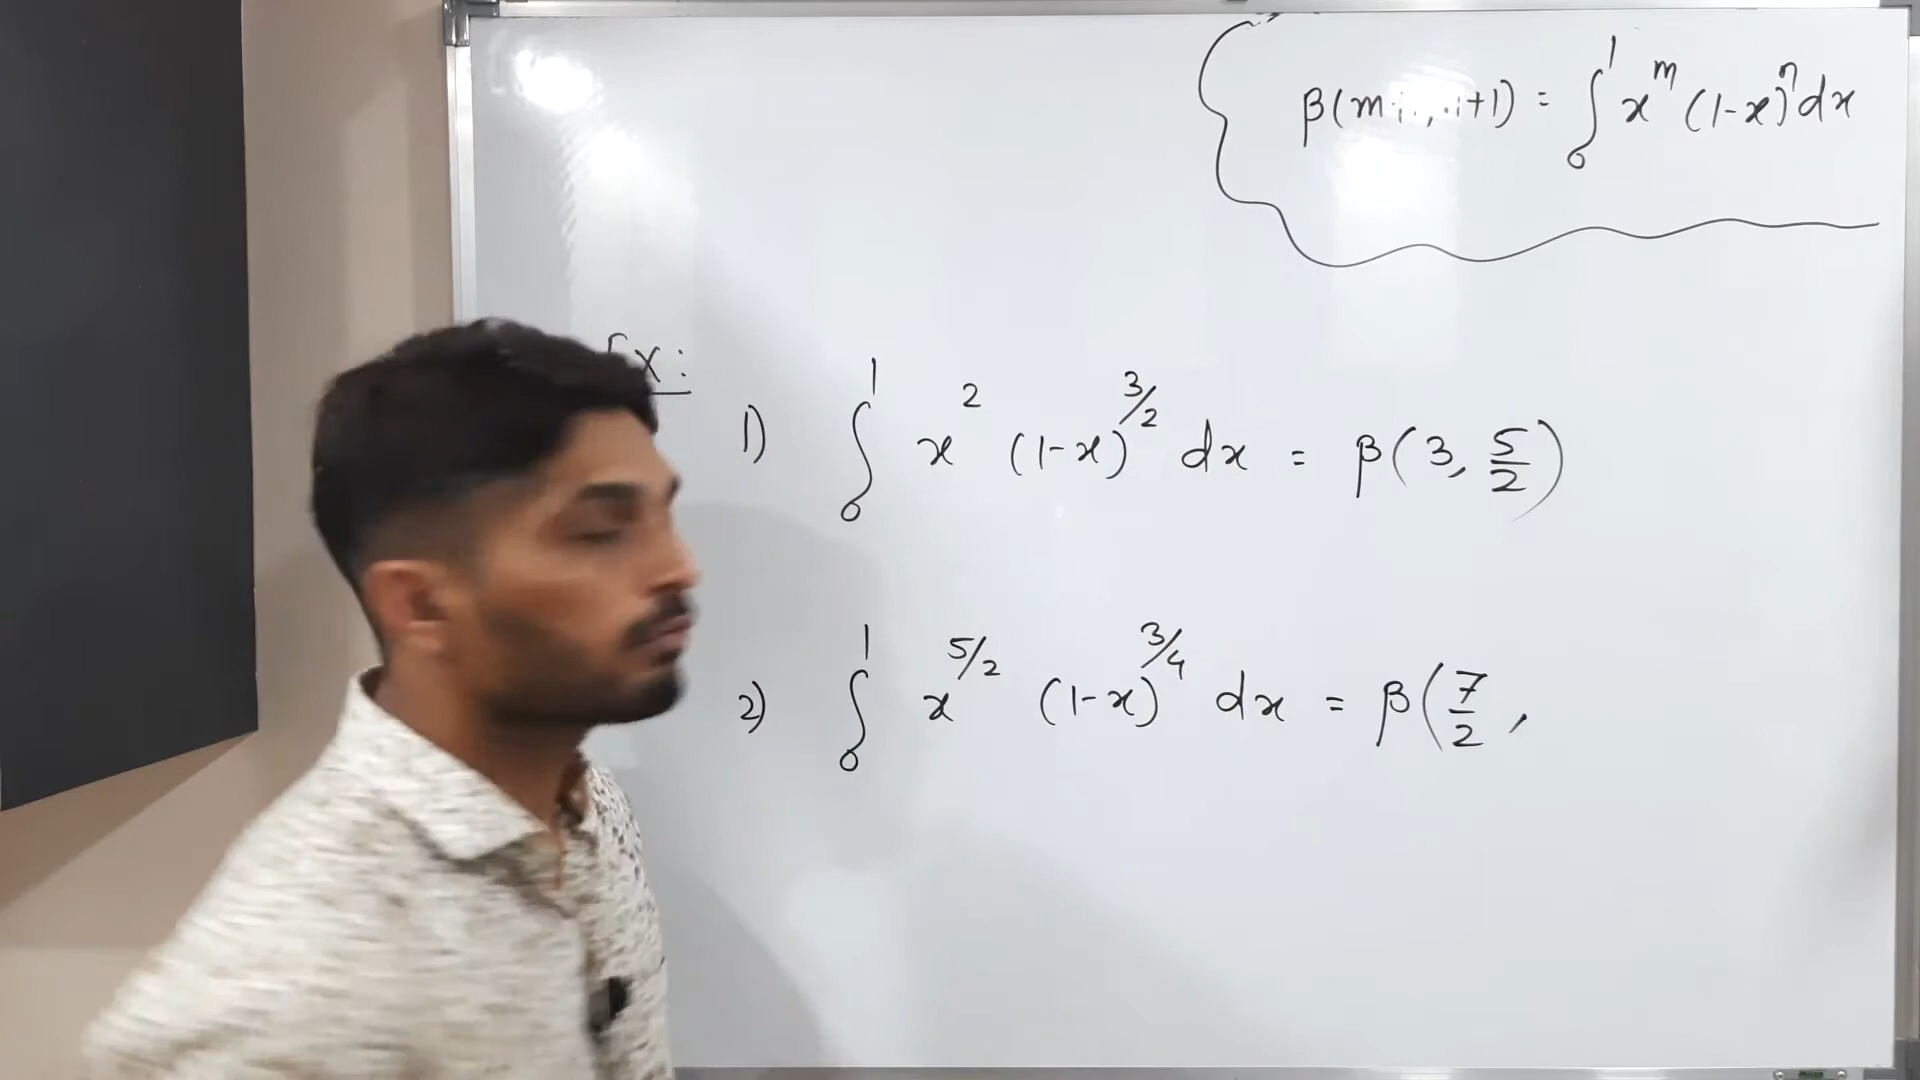 β(m+1, n+1) = ∫₀¹ xᵐ (1-x)ⁿ dx
Ex:
1) ∫₀¹ x² (1-x)^3/2 dx = β(3, 5/2)
2) ∫₀¹ x^5/2 (1-x)^3/4 dx = β(7/2 ,